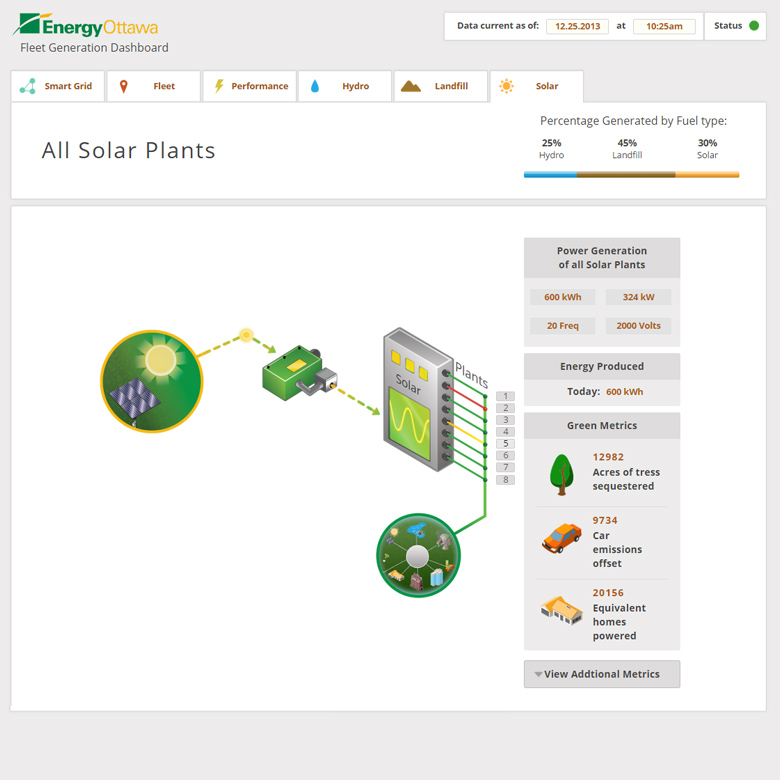 EnergyOttawa
Fleet Generation Dashboard
Data current as of: 12.25.2013 at 10:25am Status
Smart Grid Fleet Performance Hydro Landfill Solar
All Solar Plants
Percentage Generated by Fuel type:
25% 45% 30%
Hydro Landfill Solar
Power Generation
of all Solar Plants
600 kWh 324 kW
20 Freq 2000 Volts
Energy Produced
Today: 600 kWh
Green Metrics
12982
Acres of tress
sequestered
9734
Car
emissions
offset
20156
Equivalent
homes
powered
View Addtional Metrics
Solar
Plants
1
2
3
4
5
6
7
8